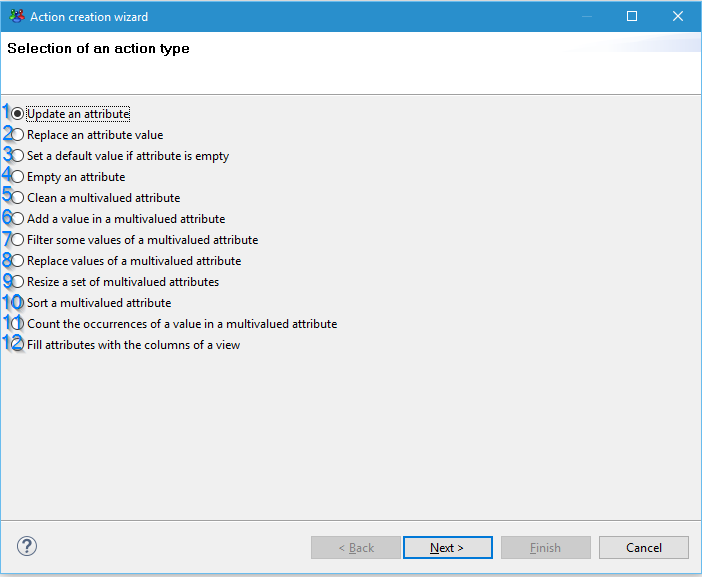 Action creation wizard
Selection of an action type
1 Update an attribute
2 Replace an attribute value
3 Set a default value if attribute is empty
4 Empty an attribute
5 Clean a multivalued attribute
6 Add a value in a multivalued attribute
7 Filter some values of a multivalued attribute
8 Replace values of a multivalued attribute
9 Resize a set of multivalued attributes
10 Sort a multivalued attribute
11 Count the occurrences of a value in a multivalued attribute
12 Fill attributes with the columns of a view
? < Back Next > Finish Cancel